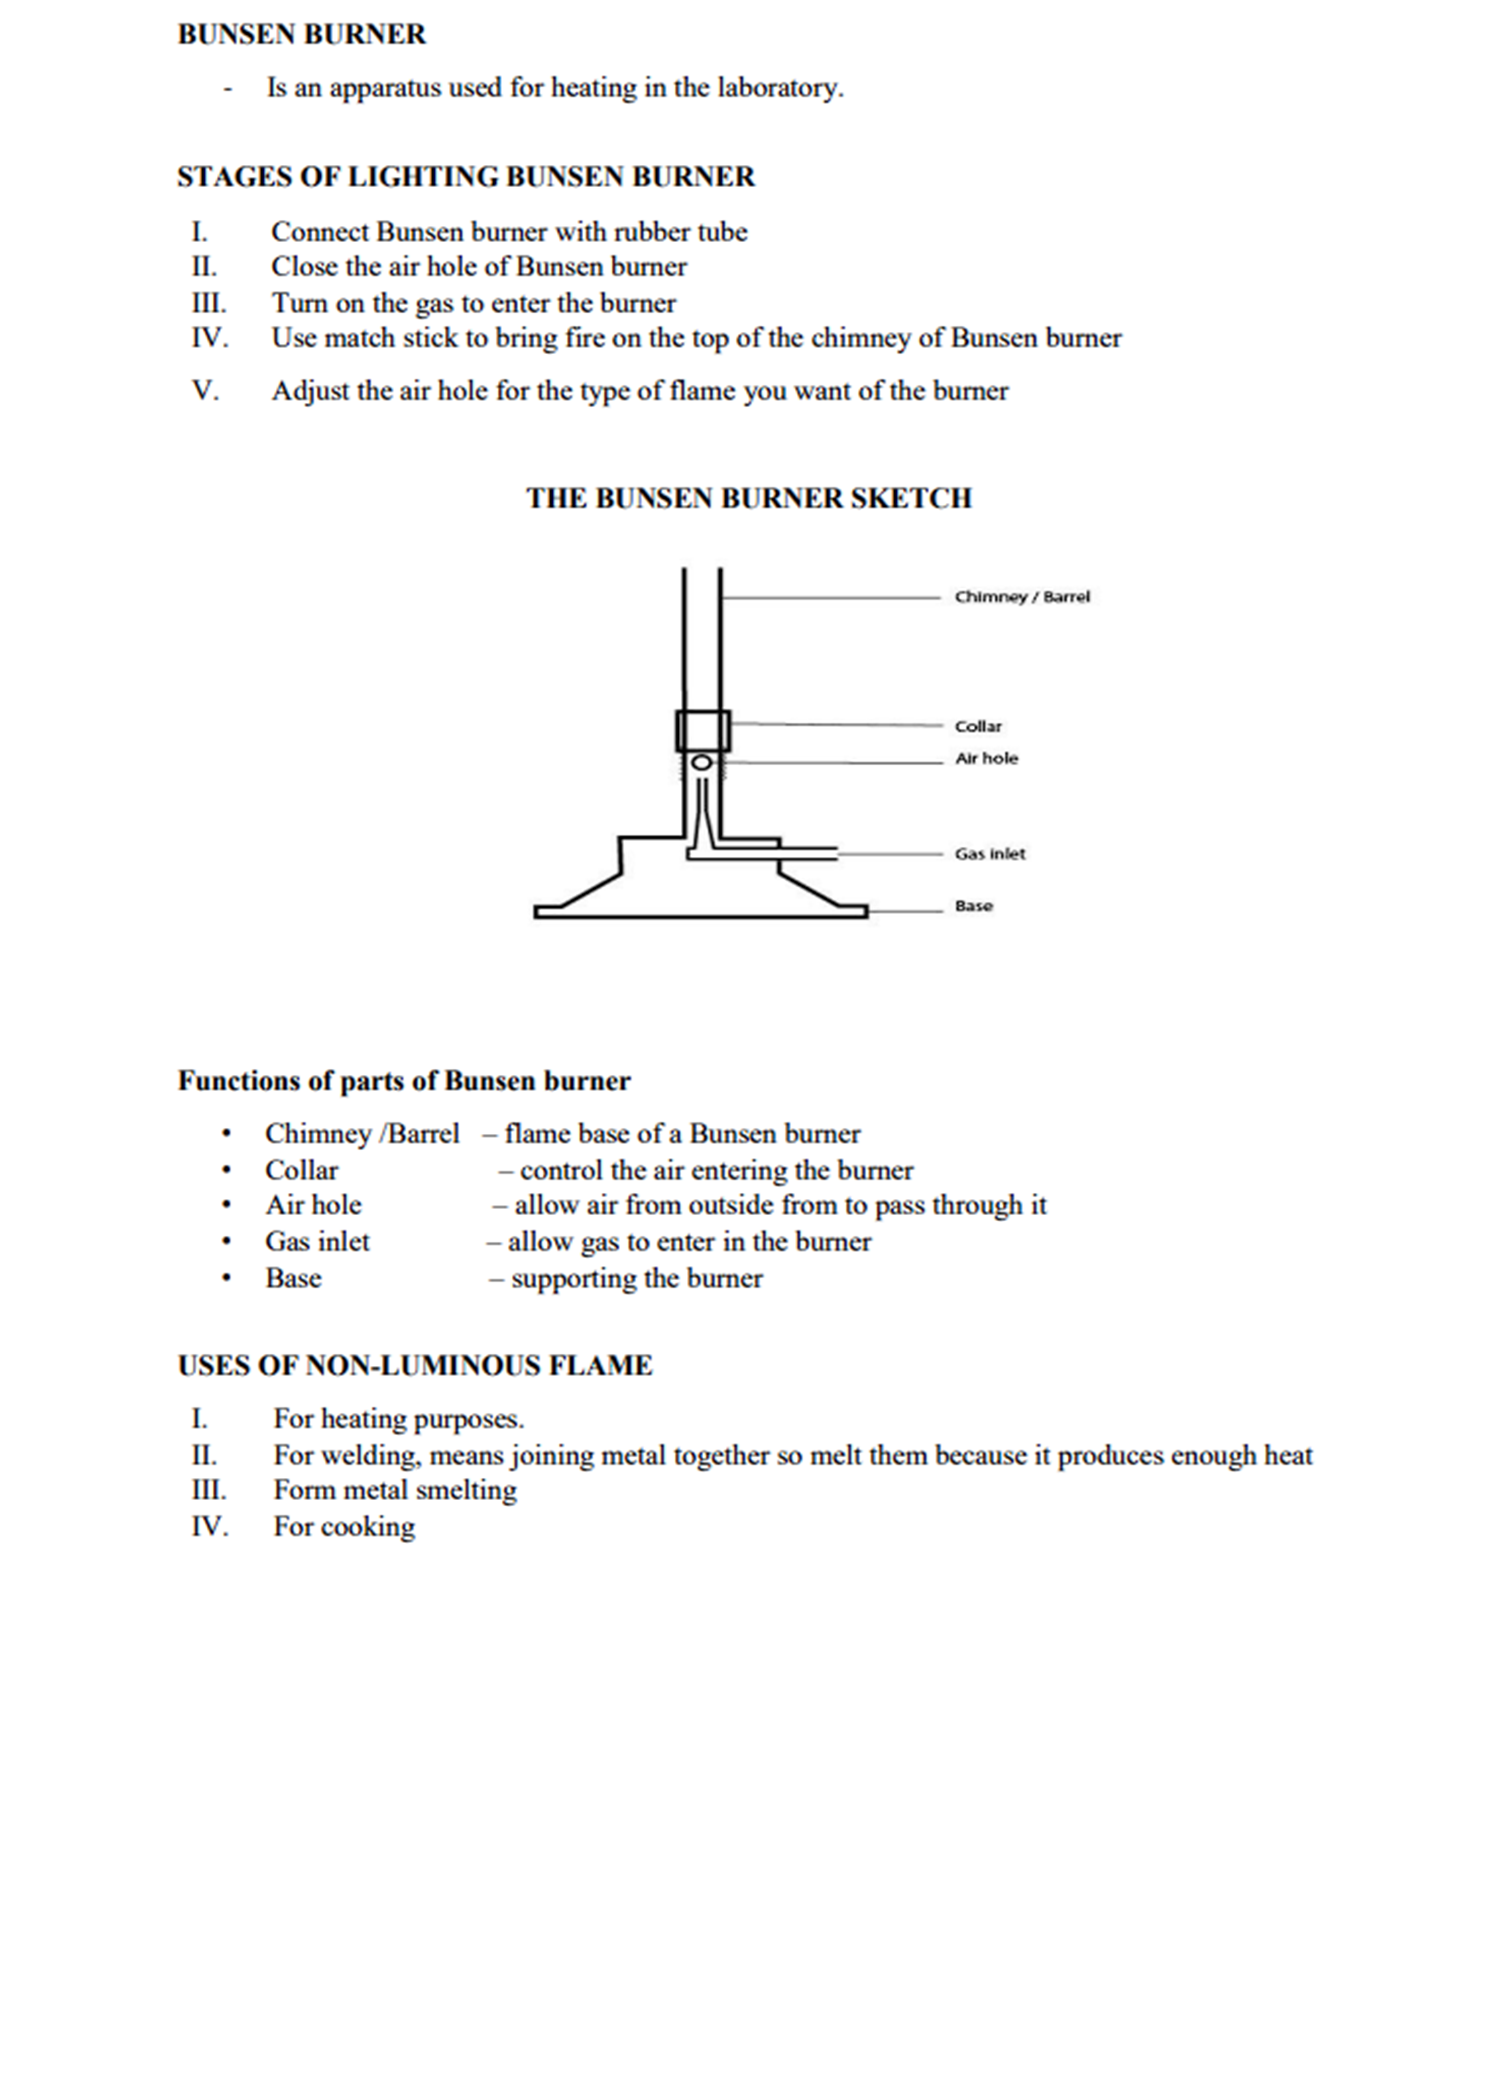 BUNSEN BURNER
- Is an apparatus used for heating in the laboratory.
STAGES OF LIGHTING BUNSEN BURNER
I. Connect Bunsen burner with rubber tube
II. Close the air hole of Bunsen burner
III. Turn on the gas to enter the burner
IV. Use match stick to bring fire on the top of the chimney of Bunsen burner
V. Adjust the air hole for the type of flame you want of the burner
THE BUNSEN BURNER SKETCH
Chimney / Barrel
Collar
Air hole
Gas inlet
Base
Functions of parts of Bunsen burner
• Chimney /Barrel – flame base of a Bunsen burner
• Collar – control the air entering the burner
• Air hole – allow air from outside from to pass through it
• Gas inlet – allow gas to enter in the burner
• Base – supporting the burner
USES OF NON-LUMINOUS FLAME
I. For heating purposes.
II. For welding, means joining metal together so melt them because it produces enough heat
III. Form metal smelting
IV. For cooking